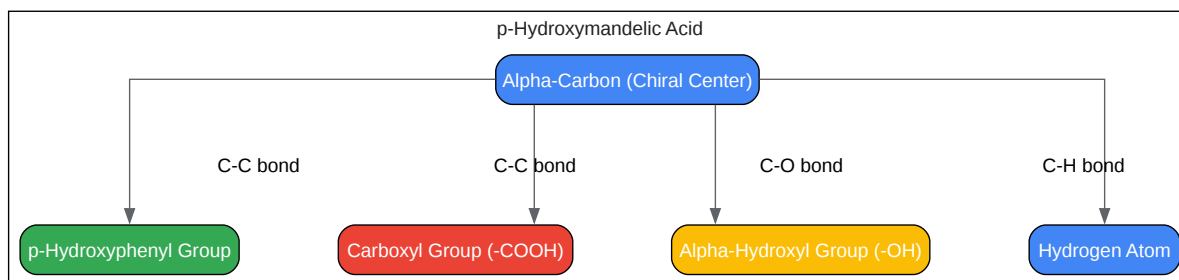 p-Hydroxymandelic Acid
Alpha-Carbon (Chiral Center)
C-C bond
C-C bond
C-O bond
C-H bond
p-Hydroxyphenyl Group
Carboxyl Group (-COOH)
Alpha-Hydroxyl Group (-OH)
Hydrogen Atom